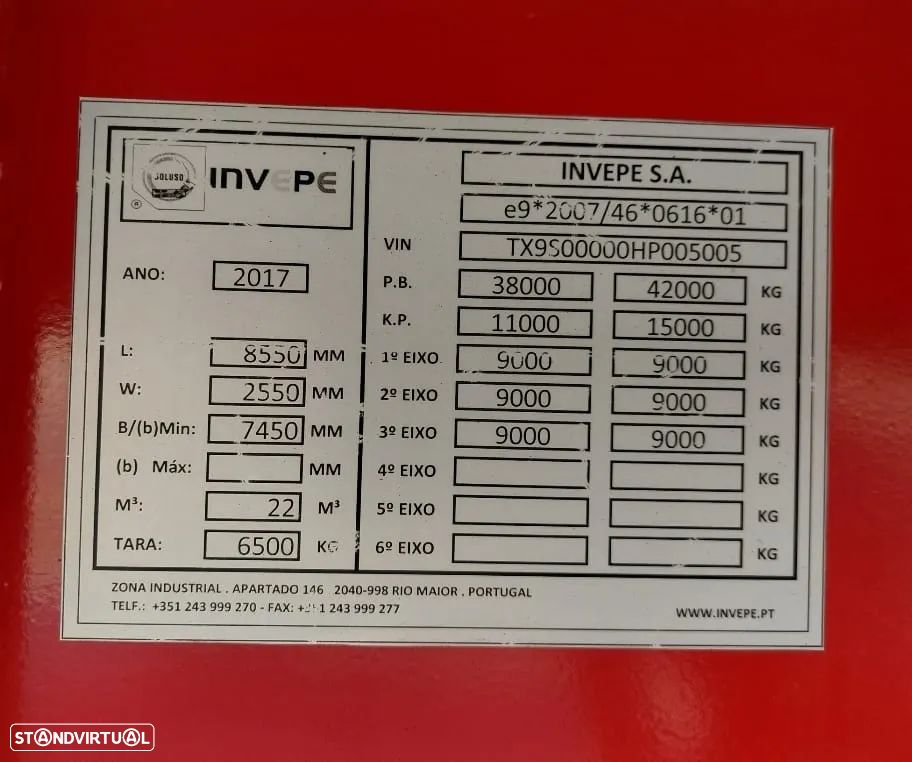 JOLUSO
®
INVEPE
ANO: 2017
L: 8550 MM
W: 2550 MM
B/(b)Min: 7450 MM
(b) Máx: MM
M³: 22 M³
TARA: 6500 KG
INVEPE S.A.
e9*2007/46*0616*01
VIN TX9S00000HP005005
P.B. 38000 42000 KG
K.P. 11000 15000 KG
1º EIXO 9000 9000 KG
2º EIXO 9000 9000 KG
3º EIXO 9000 9000 KG
4º EIXO KG
5º EIXO KG
6º EIXO KG
ZONA INDUSTRIAL . APARTADO 146 2040-998 RIO MAIOR . PORTUGAL
TELF.: +351 243 999 270 - FAX: +351 243 999 277
WWW.INVEPE.PT
STANDVIRTUAL